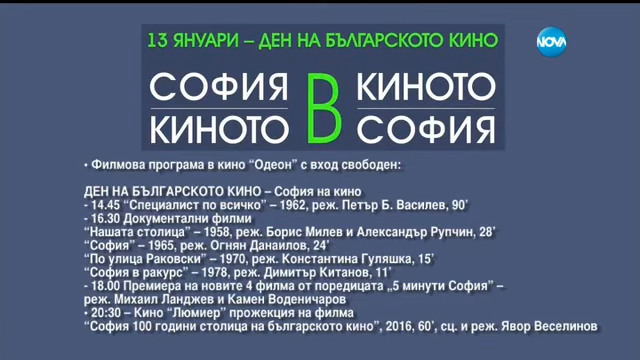 13 ЯНУАРИ – ДЕН НА БЪЛГАРСКОТО КИНО
NOVA
СОФИЯ В КИНОТО
КИНОТО В СОФИЯ
• Филмова програма в кино “Одеон” с вход свободен:
ДЕН НА БЪЛГАРСКОТО КИНО – София на кино
- 14.45 “Специалист по всичко” – 1962, реж. Петър Б. Василев, 90’
- 16.30 Документални филми
“Нашата столица” – 1958, реж. Борис Милев и Александър Рупчин, 28’
“София” – 1965, реж. Огнян Данаилов, 24’
“По улица Раковски” – 1970, реж. Константина Гуляшка, 15’
“София в ракурс” – 1978, реж. Димитър Китанов, 11’
- 18.00 Премиера на новите 4 филма от поредицата „5 минути София” –
реж. Михаил Ланджев и Камен Воденичаров
• 20:30 – Кино “Люмиер” прожекция на филма
“София 100 години столица на българското кино”, 2016, 60’, сц. и реж. Явор Веселинов